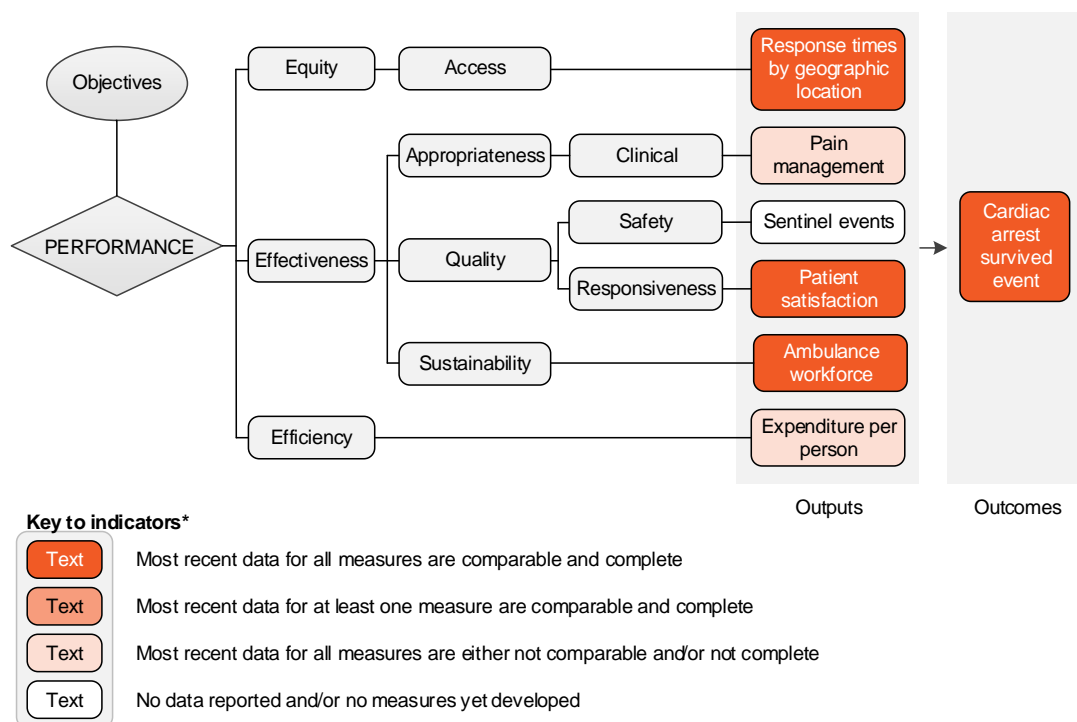 Objectives
PERFORMANCE
Equity
Access
Response times
by geographic
location
Effectiveness
Appropriateness
Clinical
Pain
management
Quality
Safety
Sentinel events
Responsiveness
Patient
satisfaction
Sustainability
Ambulance
workforce
Efficiency
Expenditure per
person
Cardiac
arrest
survived
event
Outputs
Outcomes
Key to indicators*
Text
Most recent data for all measures are comparable and complete
Text
Most recent data for at least one measure are comparable and complete
Text
Most recent data for all measures are either not comparable and/or not complete
Text
No data reported and/or no measures yet developed